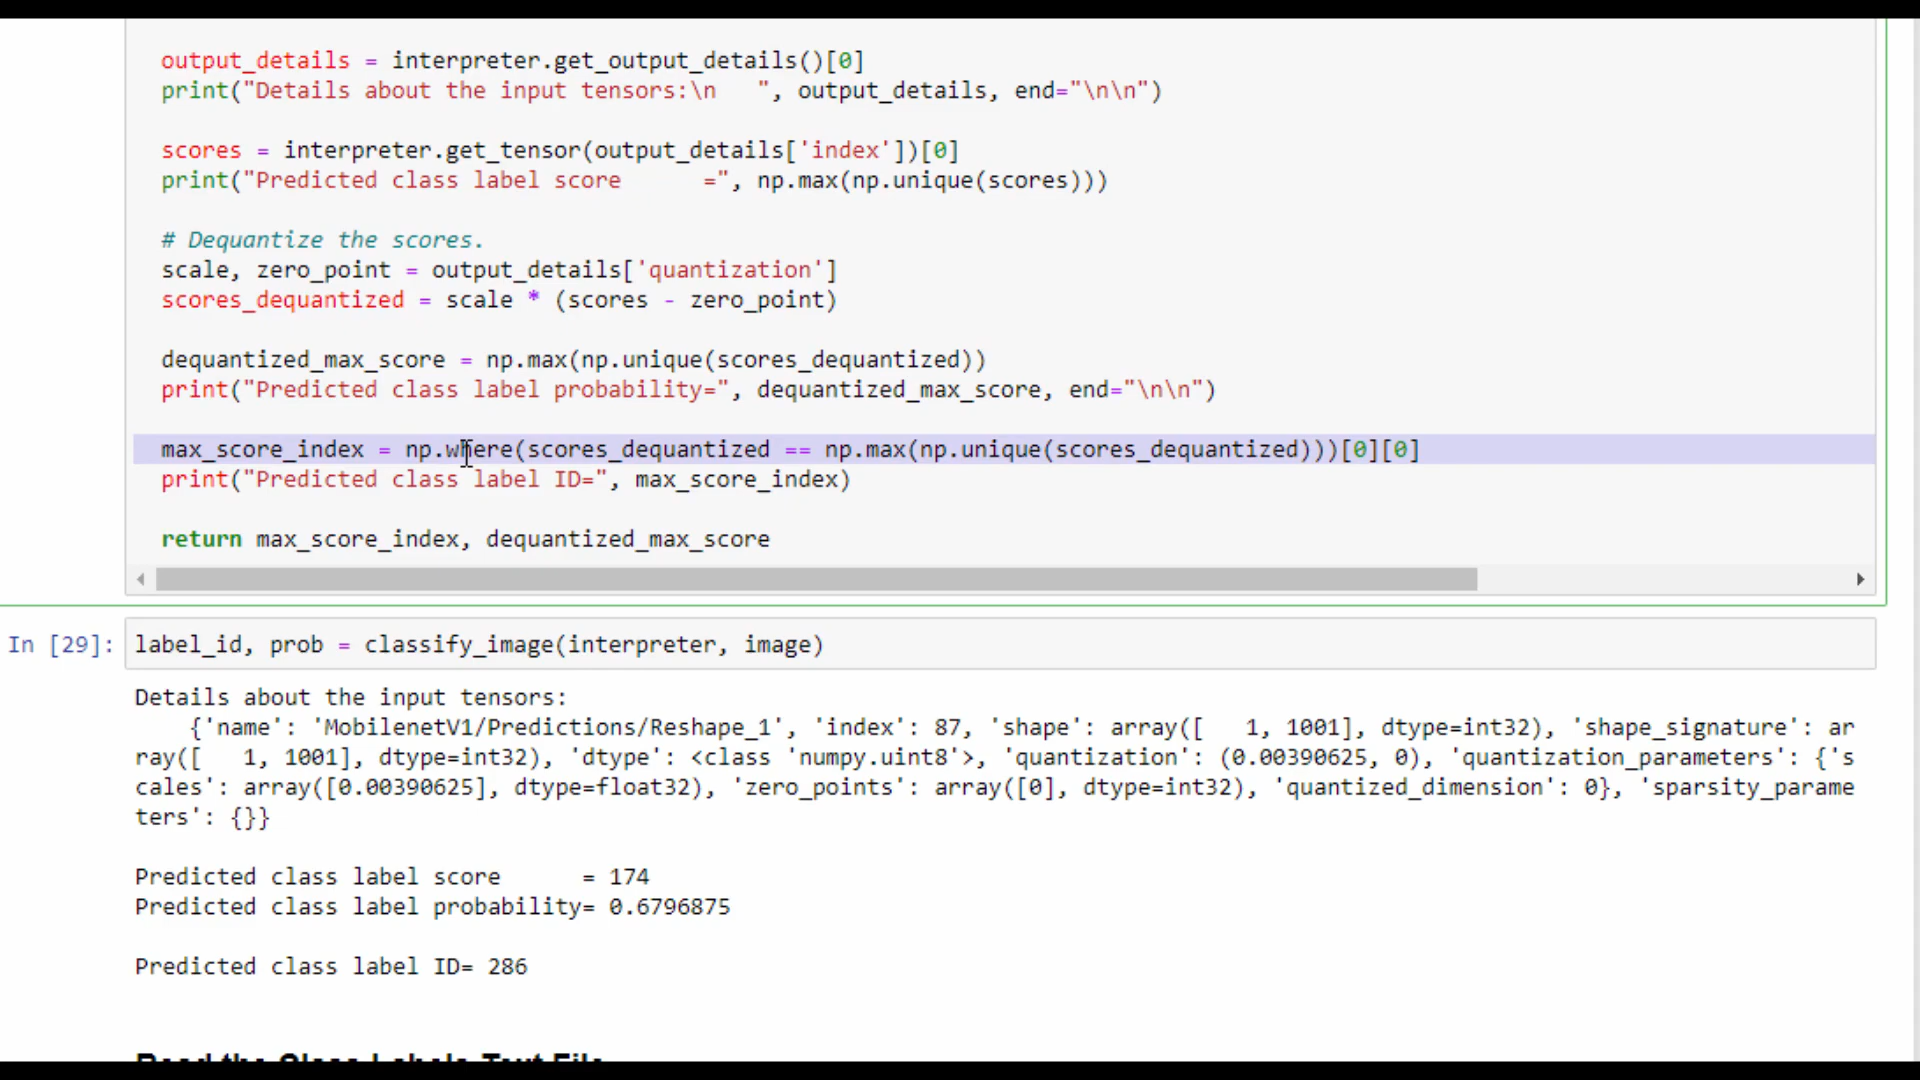 output_details = interpreter.get_output_details()[0]
print("Details about the input tensors:\n   ", output_details, end="\n\n")
scores = interpreter.get_tensor(output_details['index'])[0]
print("Predicted class label score      =", np.max(np.unique(scores)))
# Dequantize the scores.
scale, zero_point = output_details['quantization']
scores_dequantized = scale * (scores - zero_point)
dequantized_max_score = np.max(np.unique(scores_dequantized))
print("Predicted class label probability=", dequantized_max_score, end="\n\n")
max_score_index = np.where(scores_dequantized == np.max(np.unique(scores_dequantized)))[0][0]
print("Predicted class label ID=", max_score_index)
return max_score_index, dequantized_max_score
In [29]: label_id, prob = classify_image(interpreter, image)
Details about the input tensors:
    {'name': 'MobilenetV1/Predictions/Reshape_1', 'index': 87, 'shape': array([   1, 1001], dtype=int32), 'shape_signature': ar
ray([   1, 1001], dtype=int32), 'dtype': <class 'numpy.uint8'>, 'quantization': (0.00390625, 0), 'quantization_parameters': {'s
cales': array([0.00390625], dtype=float32), 'zero_points': array([0], dtype=int32), 'quantized_dimension': 0}, 'sparsity_parame
ters': {}}
Predicted class label score      = 174
Predicted class label probability= 0.6796875
Predicted class label ID= 286
Read the Class Labels Text File